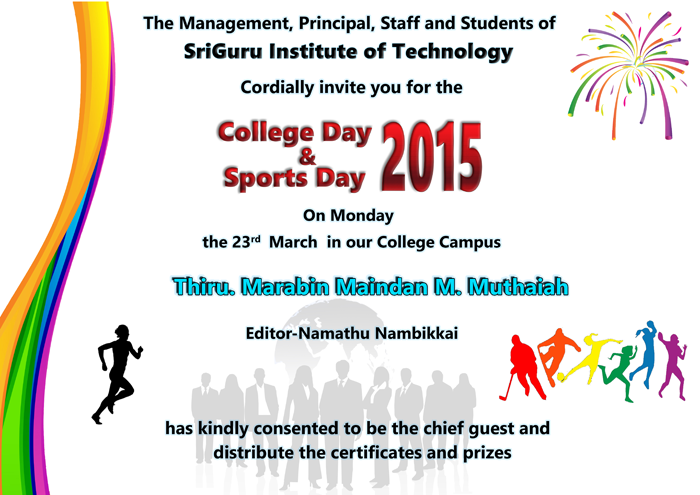 The Management, Principal, Staff and Students of
SriGuru Institute of Technology
Cordially invite you for the
College Day
&
Sports Day
2015
On Monday
the 23rd March in our College Campus
Thiru. Marabin Maindan M. Muthaiah
Editor-Namathu Nambikkai
has kindly consented to be the chief guest and
distribute the certificates and prizes